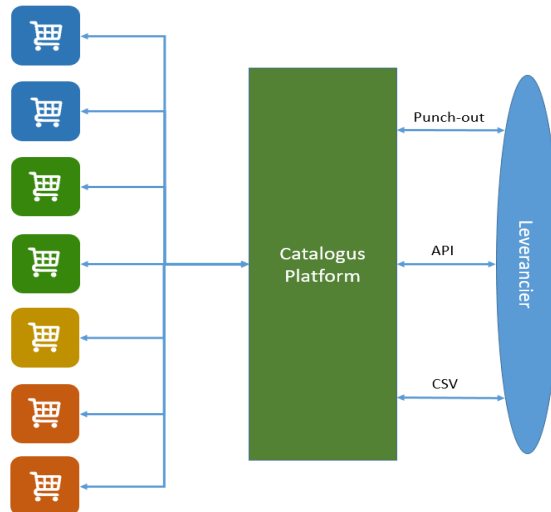 Punch-out
Catalogus
Platform
API
CSV
Leverancier